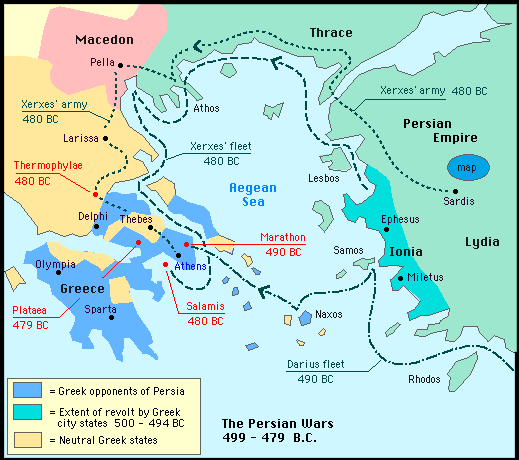 Macedon
Thrace
Pella
Athos
Xerxes' army
480 BC
Xerxes' army 480 BC
Larissa
Xerxes' fleet
480 BC
Persian
Empire
map
Thermophylae
480 BC
Lesbos
Aegean
Sea
Sardis
Delphi
Thebes
Ephesus
Marathon
490 BC
Lydia
Athens
Samos
Ionia
Olympia
Miletus
Greece
Plataea
479 BC
Sparta
Salamis
480 BC
Naxos
Darius fleet
490 BC
Rhodos
= Greek opponents of Persia
= Extent of revolt by Greek
city states 500 - 494 BC
= Neutral Greek states
The Persian Wars
499 - 479 B.C.